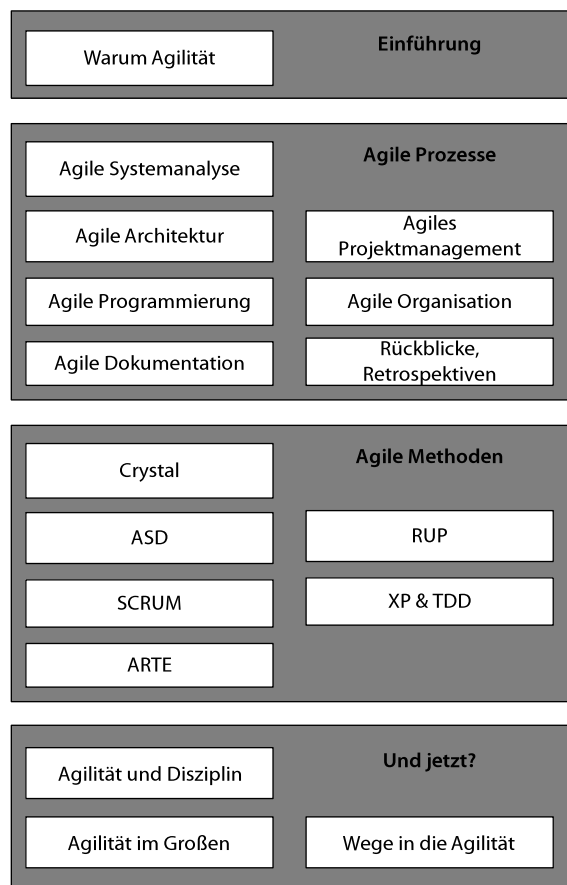 Einführung
Warum Agilität
Agile Prozesse
Agile Systemanalyse
Agile Architektur
Agiles
Projektmanagement
Agile Programmierung
Agile Organisation
Agile Dokumentation
Rückblicke,
Retrospektiven
Agile Methoden
Crystal
ASD
RUP
SCRUM
XP & TDD
ARTE
Und jetzt?
Agilität und Disziplin
Agilität im Großen
Wege in die Agilität